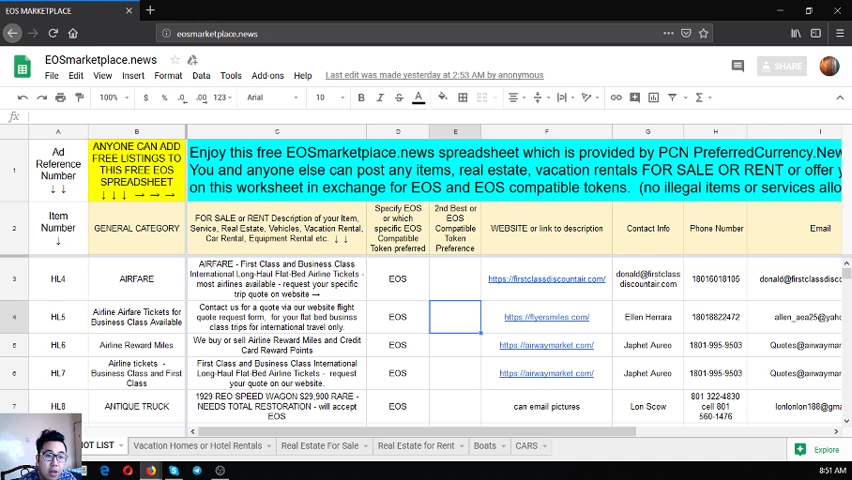 EOS MARKETPLACE
eosmarketplace.news
EOSmarketplace.news
File Edit View Insert Format Data Tools Add-ons Help Last edit was made yesterday at 2:53 AM by anonymous
SHARE
100% $ % .0 .00 123 Arial 10 B I S A
fx
A B C D E F G H I
1
Ad
Reference
Number
↓ ↓
ANYONE CAN ADD
FREE LISTINGS TO
THIS FREE EOS
SPREADSHEET
↓ ↓ ↓ → → →
Enjoy this free EOSmarketplace.news spreadsheet which is provided by PCN PreferredCurrency.New
You and anyone else can post any items, real estate, vacation rentals FOR SALE OR RENT or offer y
on this worksheet in exchange for EOS and EOS compatible tokens. (no illegal items or services allo
2
Item
Number
↓
GENERAL CATEGORY
FOR SALE or RENT Description of your Item,
Service, Real Estate, Vehicles, Vacation Rental,
Car Rental, Equipment Rental etc. ↓ ↓
Specify EOS
or which
specific EOS
Compatible
Token preferred
2nd Best or
EOS
Compatible
Token
Preference
WEBSITE or link to description
Contact Info
Phone Number
Email
3
HL4
AIRFARE
AIRFARE - First Class and Business Class
International Long-Haul Flat-Bed Airline Tickets -
most airlines available - request your specific
trip quote on website →
EOS
https://firstclassdiscountair.com/
donald@firstclass
discountair.com
18016018105
donald@firstclassdisco
4
HL5
Airline Airfare Tickets for
Business Class Available
Contact us for a quote via our website flight
quote request form, for your flat bed businss
class trips for international travel only.
EOS
https://flyersmiles.com/
Ellen Herrara
18018822472
allen_aea25@yaho
5
HL6
Airline Reward Miles
We buy or sell Airline Reward Miles and Credit
Card Reward Points
EOS
https://airwaymarket.com/
Japhet Aureo
1801-995-9503
Quotes@airwaymarke
6
HL7
Airline tickets -
Business Class and First
Class
First Class and Business Class International
Long-Haul Flat-Bed Airline Tickets - request
your quote on our website.
EOS
https://airwaymarket.com/
Japhet Aureo
1801-995-9503
Quotes@airwaymarke
7
HL8
ANTIQUE TRUCK
1929 REO SPEED WAGON $29,900 RARE -
NEEDS TOTAL RESTORATION - will accept
EOS
EOS
can email pictures
Lon Scow
801 322-4830
cell 801
560-1476
lonlonlon188@gma
HOT LIST Vacation Homes or Hotel Rentals Real Estate For Sale Real Estate for Rent Boats CARS
Explore
8:51 AM